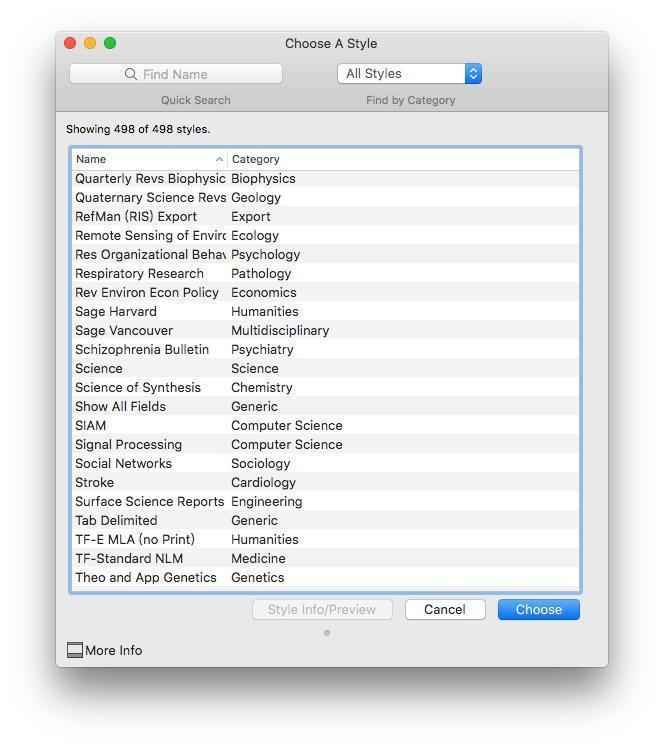 Choose A Style
Find Name
All Styles
Quick Search
Find by Category
Showing 498 of 498 styles.
Name Category
Quarterly Revs Biophysic Biophysics
Quaternary Science Revs Geology
RefMan (RIS) Export Export
Remote Sensing of Enviro Ecology
Res Organizational Behav Psychology
Respiratory Research Pathology
Rev Environ Econ Policy Economics
Sage Harvard Humanities
Sage Vancouver Multidisciplinary
Schizophrenia Bulletin Psychiatry
Science Science
Science of Synthesis Chemistry
Show All Fields Generic
SIAM Computer Science
Signal Processing Computer Science
Social Networks Sociology
Stroke Cardiology
Surface Science Reports Engineering
Tab Delimited Generic
TF-E MLA (no Print) Humanities
TF-Standard NLM Medicine
Theo and App Genetics Genetics
Style Info/Preview
Cancel
Choose
More Info